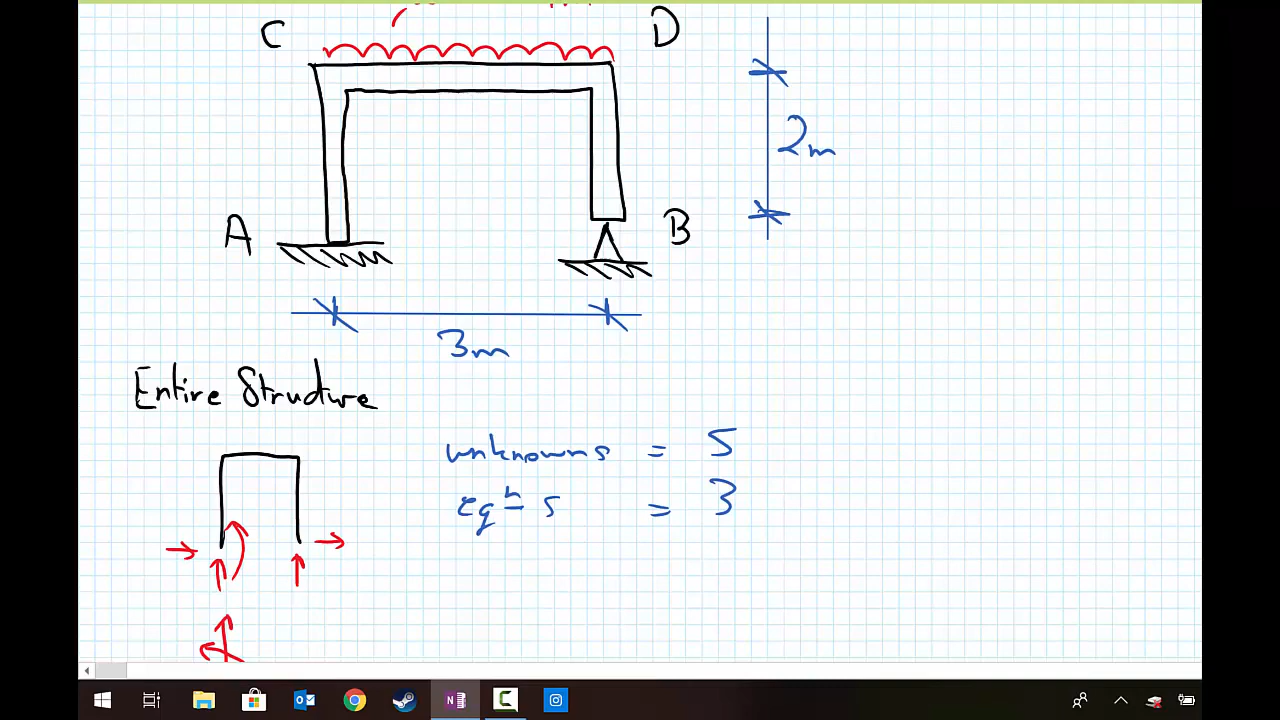 C
D
2m
A
B
3m
Entire Structure
unknowns = 5
eqⁿs = 3